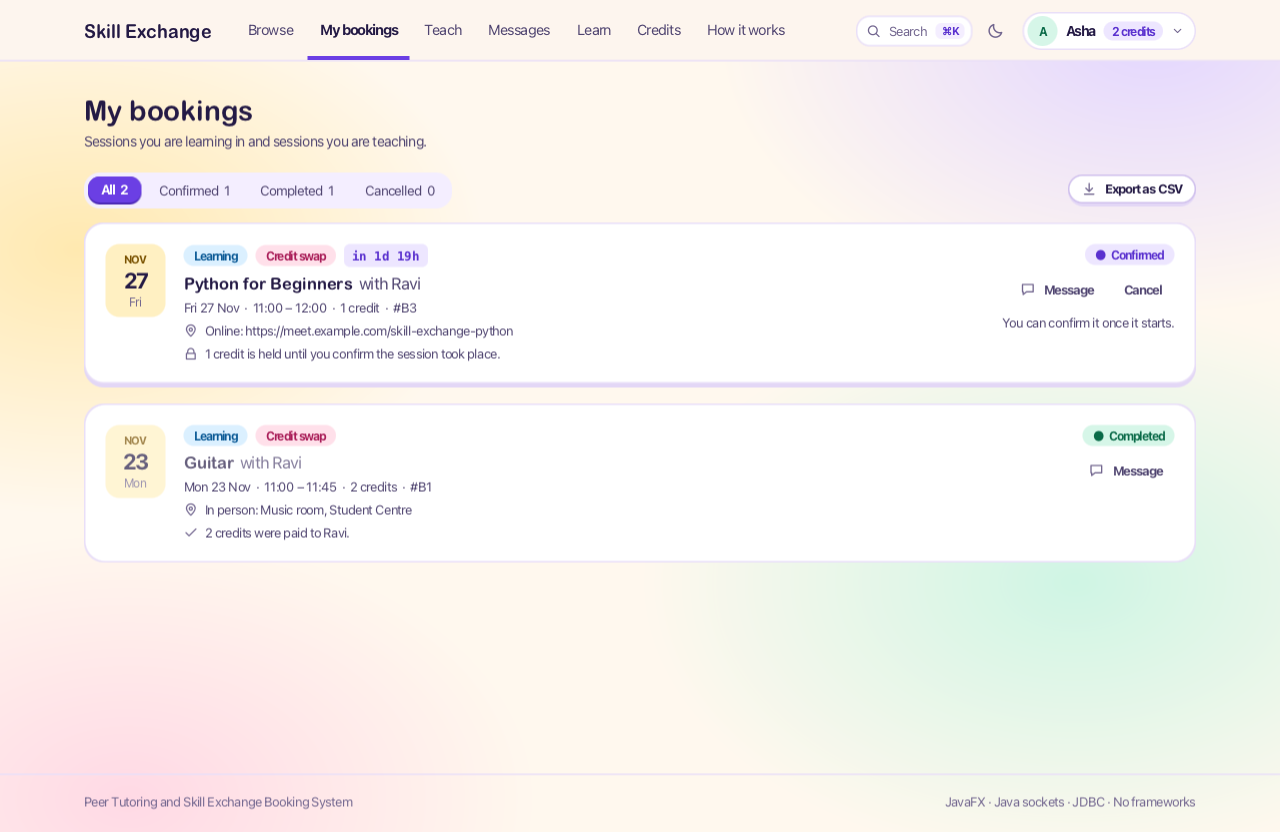 Skill Exchange Browse My bookings Teach Messages Learn Credits How it works Search ⌘K A Asha 2 credits
My bookings
Sessions you are learning in and sessions you are teaching.
All 2 Confirmed 1 Completed 1 Cancelled 0 Export as CSV
NOV
27
Fri
Learning Credit swap in 1d 19h
Python for Beginners with Ravi
Fri 27 Nov · 11:00 – 12:00 · 1 credit · #B3
Online: https://meet.example.com/skill-exchange-python
1 credit is held until you confirm the session took place.
Confirmed
Message Cancel
You can confirm it once it starts.
NOV
23
Mon
Learning Credit swap
Guitar with Ravi
Mon 23 Nov · 11:00 – 11:45 · 2 credits · #B1
In person: Music room, Student Centre
2 credits were paid to Ravi.
Completed
Message
Peer Tutoring and Skill Exchange Booking System JavaFX · Java sockets · JDBC · No frameworks